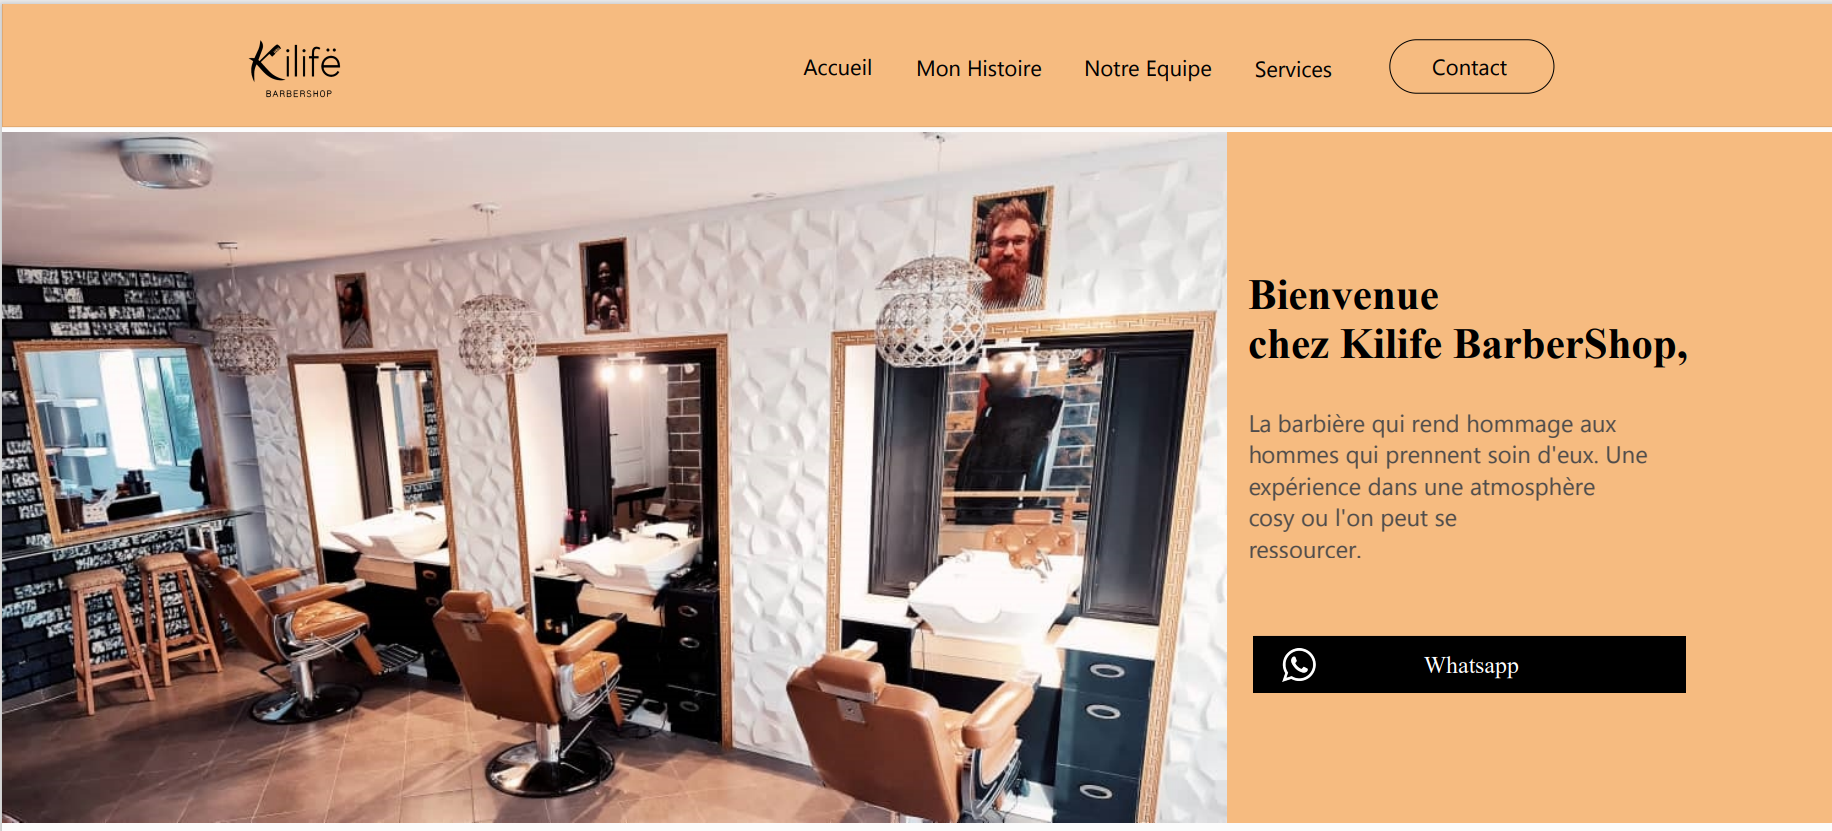 Kilifë
BARBERSHOP
Accueil
Mon Histoire
Notre Equipe
Services
Contact
Bienvenue
chez Kilife BarberShop,
La barbière qui rend hommage aux
hommes qui prennent soin d'eux. Une
expérience dans une atmosphère
cosy ou l'on peut se
ressourcer.
Whatsapp